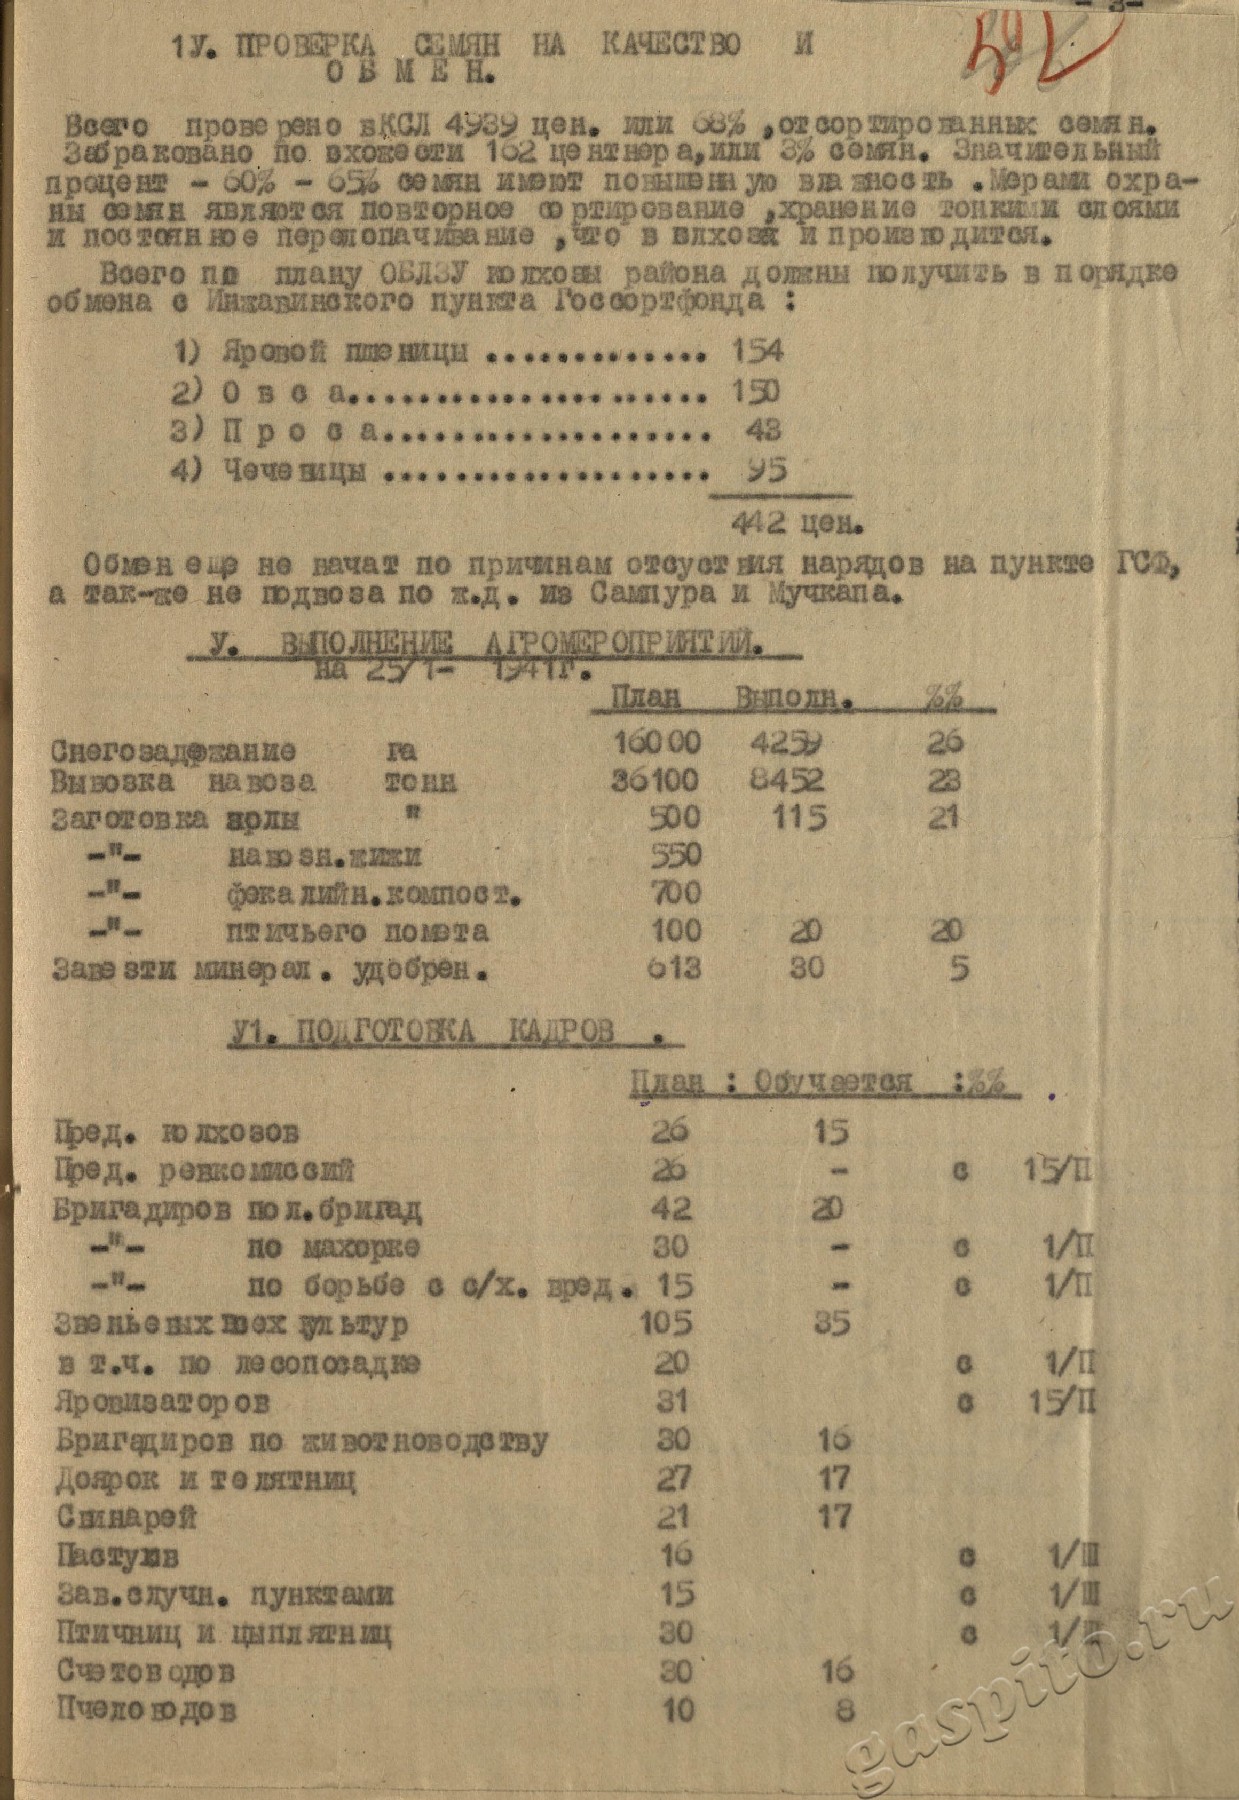 - 3-
1У. ПРОВЕРКА СЕМЯН НА КАЧЕСТВО И
О Б М Е Н.
Всего проверено вКСЛ 4939 цен. или 68% ,отсортированных семян.
Забраковано по всхожести 162 центнера,или 3% семян. Значительный
процент - 60% - 65% семян имеют повышенную влажность .Мерами охра-
ны семян являются повторное сортирование ,хранение тонкими слоями
и постоянное перелопачивание ,что в и производится.
Всего по плану ОБЛЗУ колхозы района должны получить в порядке
обмена с Инжавинского пункта Госсортфонда :
1) Яровой пшеницы ............. 154
2) О в с а.................... 150
3) П р о с а................... 43
4) Чечевицы ................... 95
442 цен.
Обмен еще не начат по причинам отсуствия нарядов на пункте ГСФ,
а так-же не подвоза по ж.д. из Сампура и Мучкапа.
У. ВЫПОЛНЕНИЕ АГРОМЕРОПРИЯТИЙ.
на 25/1- 1941г.
План Выполн. %%
Снегозадержание га 16000 4259 26
Вывозка навоза тонн 36100 8452 23
Заготовка золы " 500 115 21
-"- навозн.жижи 550
-"- фекалийн.компост. 700
-"- птичьего помета 100 20 20
Завезти минерал. удобрен. 613 30 5
У1. ПОДГОТОВКА КАДРОВ .
План : Обучается :%%
Пред. колхозов 26 15
Пред. ревкомиссий 26 - с 15/П
Бригадиров пол.бригад 42 20
-"- по махорке 30 - с 1/П
-"- по борьбе с с/х. вред. 15 - с 1/П
Звеньевых всех культур 105 35
в т.ч. по лесопосадке 20 с 1/П
Яровизаторов 31 с 15/П
Бригадиров по животноводству 30 16
Доярок и телятниц 27 17
Свинарей 21 17
Пастухов 16 с 1/Ш
Зав.случн. пунктами 15 с 1/Ш
Птичниц и цыплятниц 30 с 1/
Счетоводов 30 16
Пчеловодов 10 8
gaspito.ru